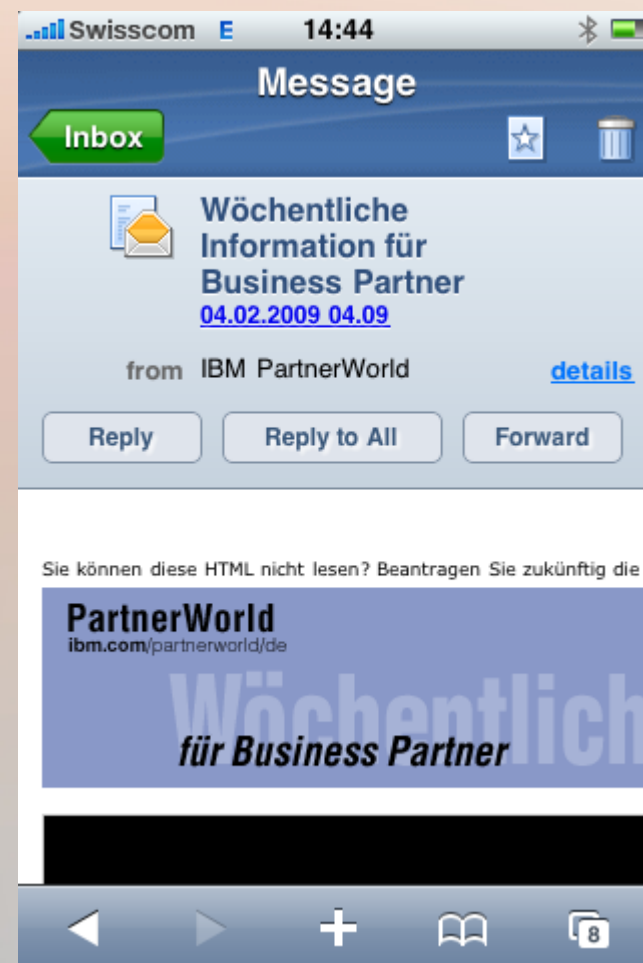 Swisscom E 14:44
Message
Inbox
Wöchentliche
Information für
Business Partner
04.02.2009 04.09
from IBM PartnerWorld details
Reply Reply to All Forward
Sie können diese HTML nicht lesen? Beantragen Sie zukünftig die
PartnerWorld
ibm.com/partnerworld/de
Wöchentlich
für Business Partner
8